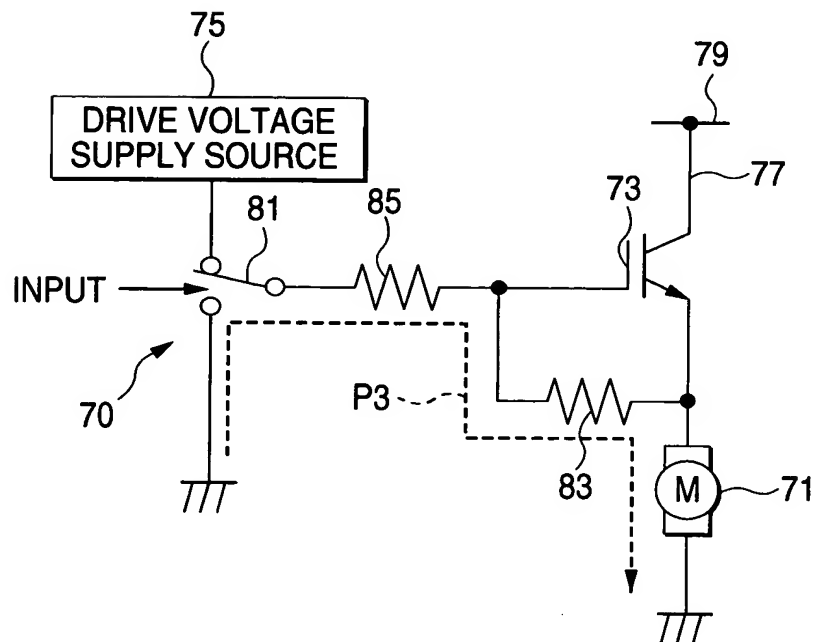 75
DRIVE VOLTAGE
SUPPLY SOURCE
79
73
77
81
85
INPUT
70
P3
83
M
71